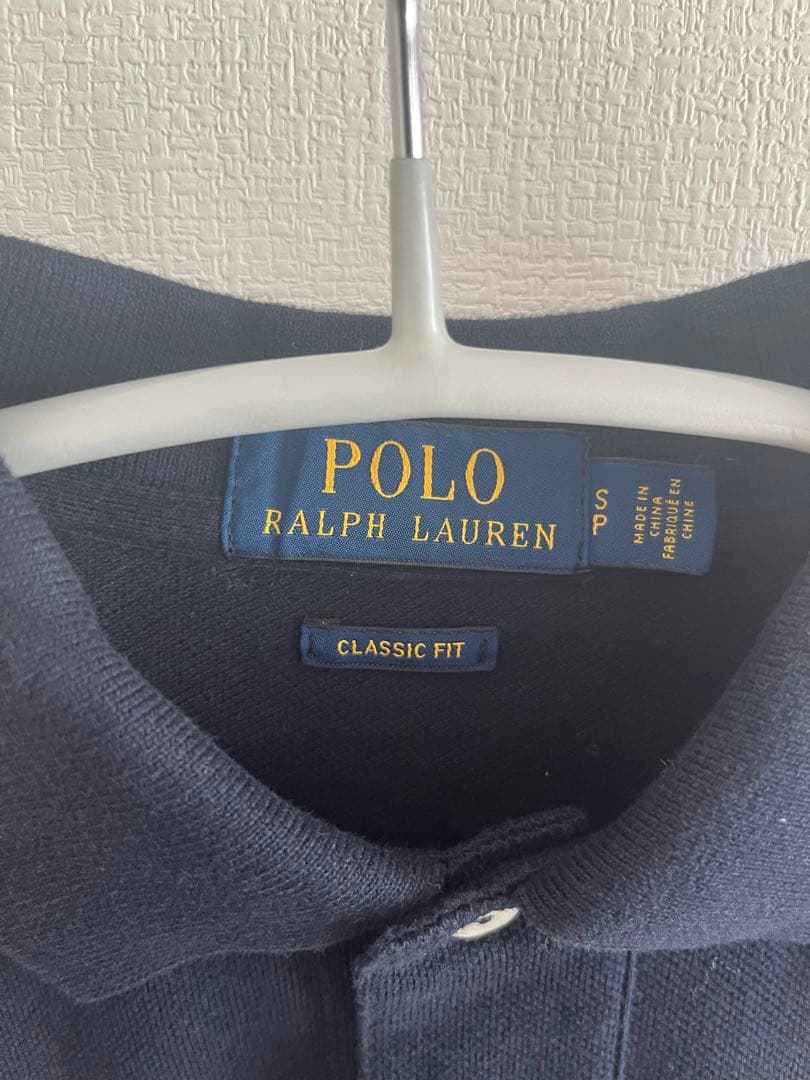 POLO
RALPH LAUREN
S
P
MADE IN
CHINA
FABRIQUÉ EN
CHINE
CLASSIC FIT